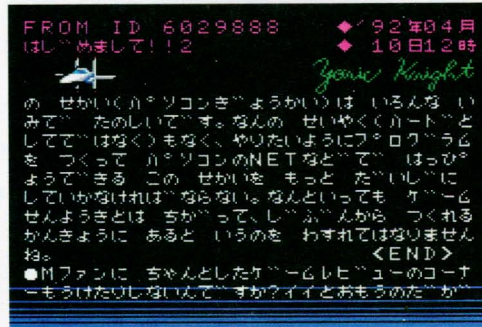 FROM ID 6029888 ◆'92年04月
はじ゛めまして!!2 ◆ 10日12時
Yonic Knight
の せかい(ハ゜ソコンき゛ょうかい)は いろんな い
みて゛ たのしいて゛す。なんの せいやく(ハート゛と
してて゛はなく)もなく、やりたいようにフ゜ログ゛ラム
を つくって ハ゜ソコンのNETなど゛て゛ はっぴ゜
ょうて゛きる この せかいを もっと た゛いし゛に
していかなければ゛ならない。なんといっても ケ゛ーム
せんようきとは ちか゛って、し゛ふ゛んから つくれる
かんきように あると いうのを わすれてはなりません
ね。 <END>
●Mファンに ちゃんとしたケ゛ームレヒ゛ューのコーナ
ーもうけたりしないんて゛すか?イイとおもうのた゛か゛